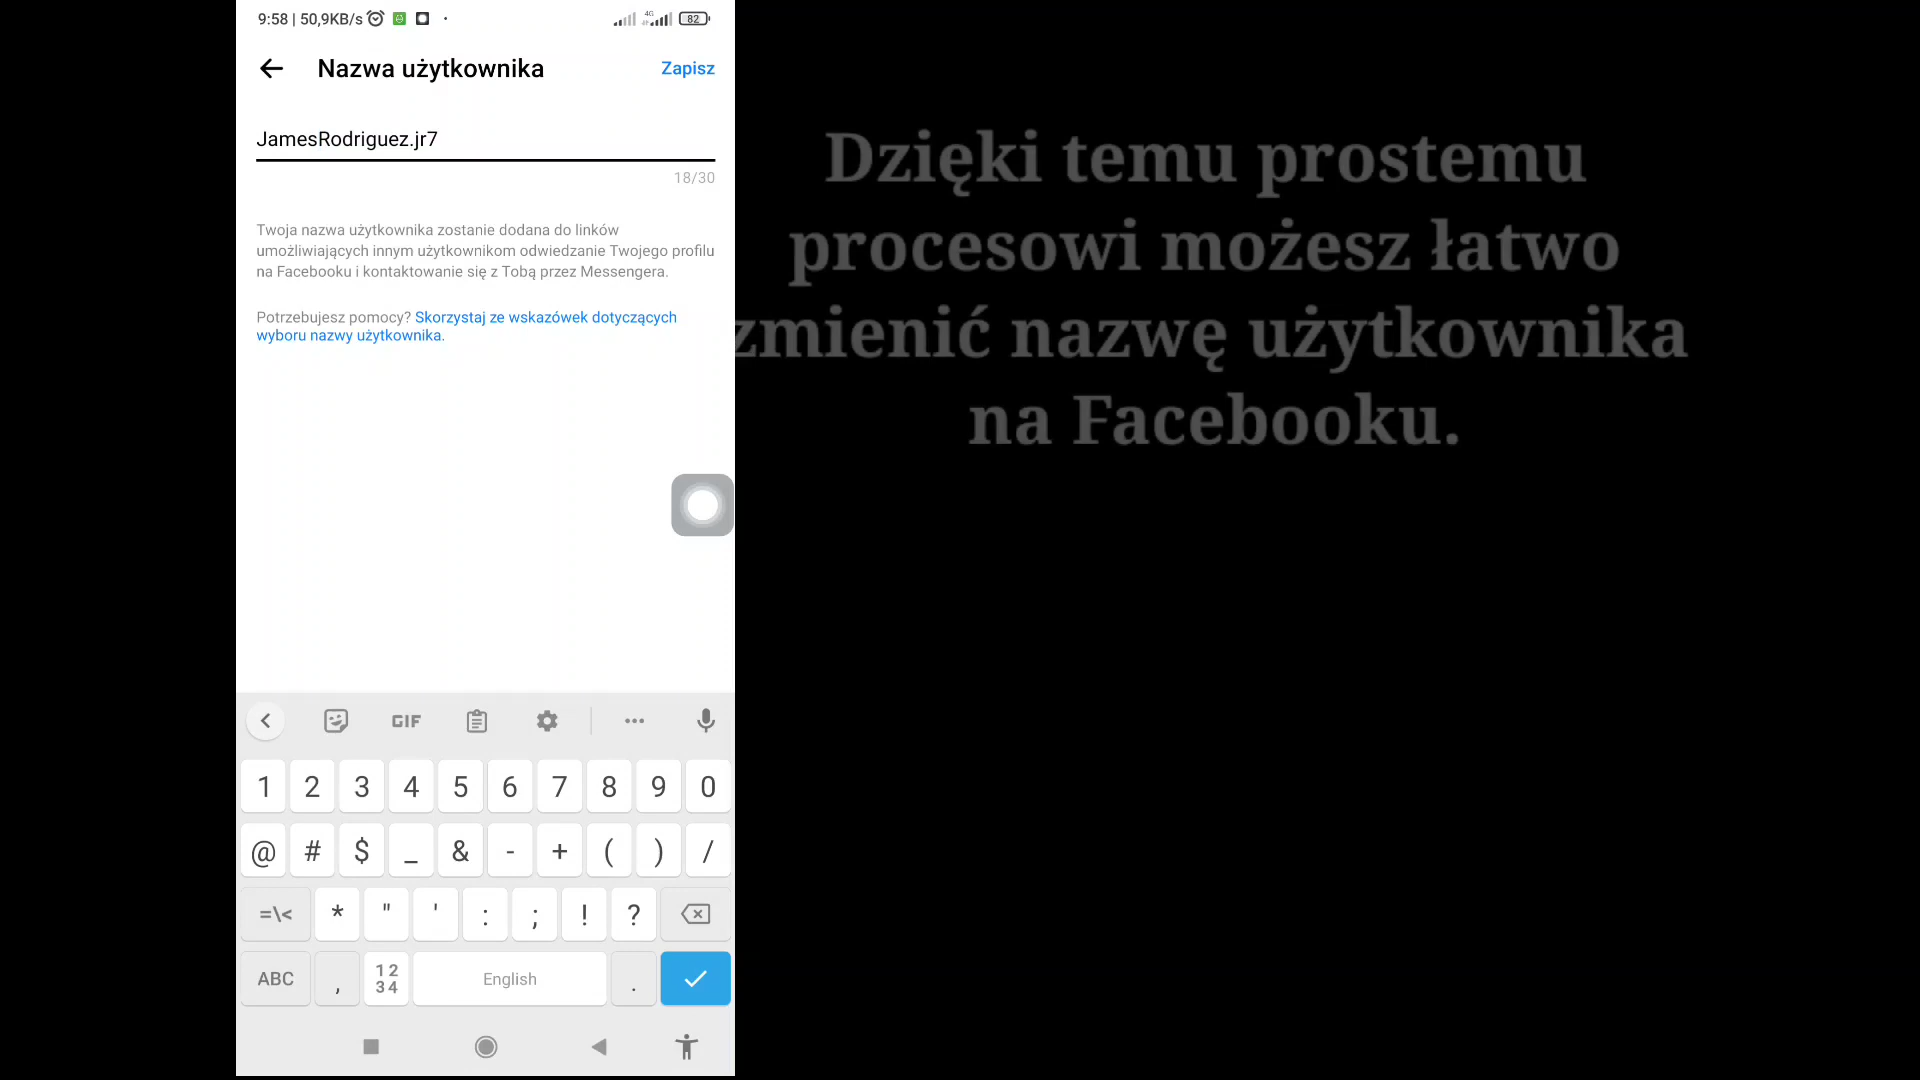 9:58 | 50,9KB/s
4G
82
Nazwa użytkownika
Zapisz
JamesRodriguez.jr7
18/30
Twoja nazwa użytkownika zostanie dodana do linków
umożliwiających innym użytkownikom odwiedzanie Twojego profilu
na Facebooku i kontaktowanie się z Tobą przez Messengera.
Potrzebujesz pomocy? Skorzystaj ze wskazówek dotyczących
wyboru nazwy użytkownika.
Dzięki temu prostemu
procesowi możesz łatwo
zmienić nazwę użytkownika
na Facebooku.
GIF
1 2 3 4 5 6 7 8 9 0
@ # $ _ & - + ( ) /
=\< * " ' : ; ! ?
ABC , 12 English .
34